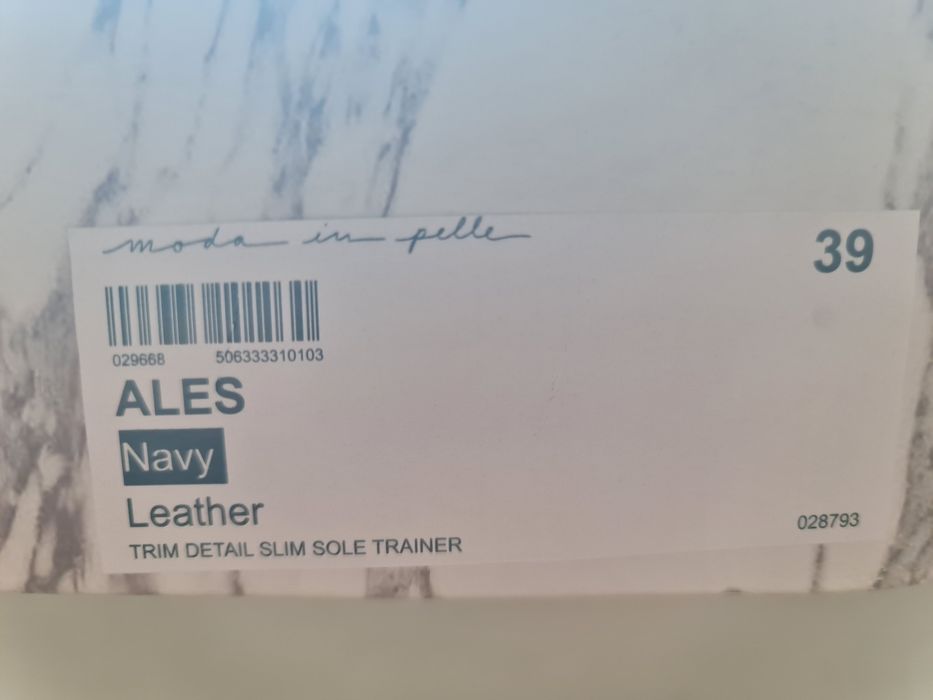 moda in pelle
39
029668 506333310103
ALES
Navy
Leather
TRIM DETAIL SLIM SOLE TRAINER
028793